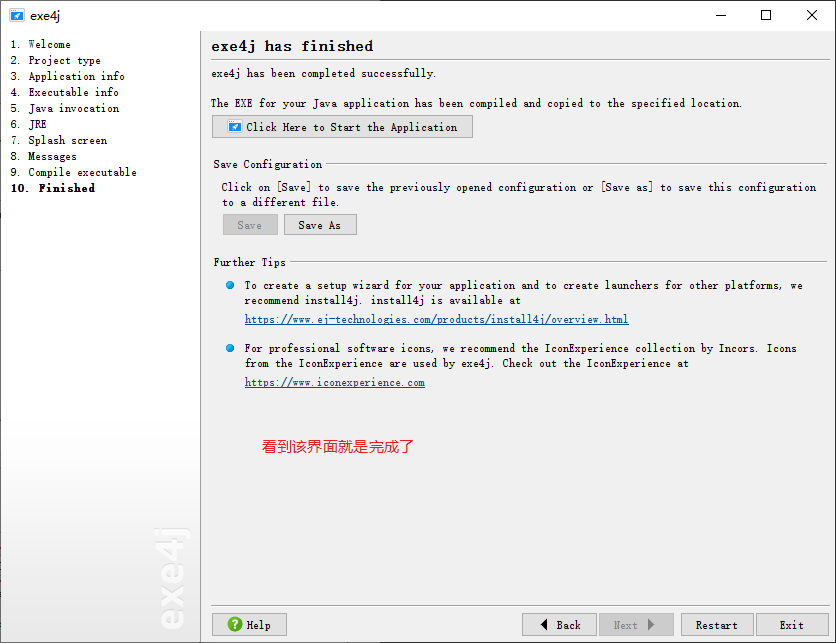 exe4j
1. Welcome
2. Project type
3. Application info
4. Executable info
5. Java invocation
6. JRE
7. Splash screen
8. Messages
9. Compile executable
10. Finished
exe4j
exe4j has finished
exe4j has been completed successfully.
The EXE for your Java application has been compiled and copied to the specified location.
Click Here to Start the Application
Save Configuration
Click on [Save] to save the previously opened configuration or [Save as] to save this configuration
to a different file.
Save Save As
Further Tips
To create a setup wizard for your application and to create launchers for other platforms, we
recommend install4j. install4j is available at
https://www.ej-technologies.com/products/install4j/overview.html
For professional software icons, we recommend the IconExperience collection by Incors. Icons
from the IconExperience are used by exe4j. Check out the IconExperience at
https://www.iconexperience.com
看到该界面就是完成了
Help Back Next Restart Exit